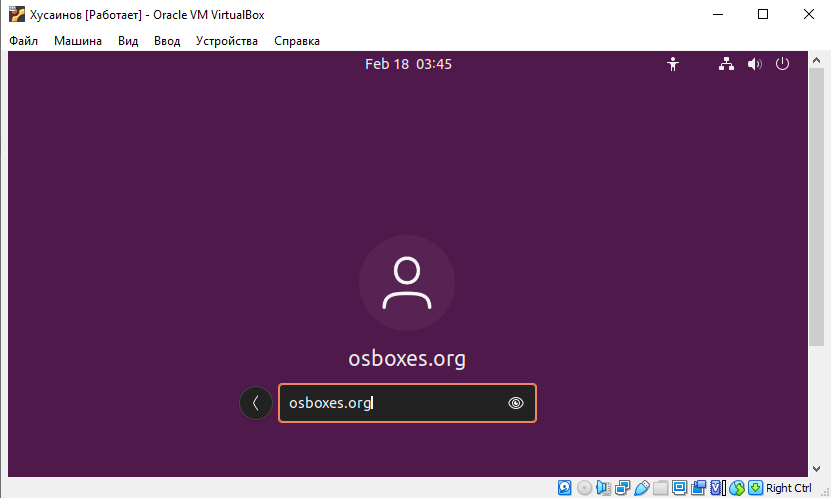 Хусаинов [Работает] - Oracle VM VirtualBox
Файл Машина Вид Ввод Устройства Справка
Feb 18 03:45
osboxes.org
osboxes.org
Right Ctrl